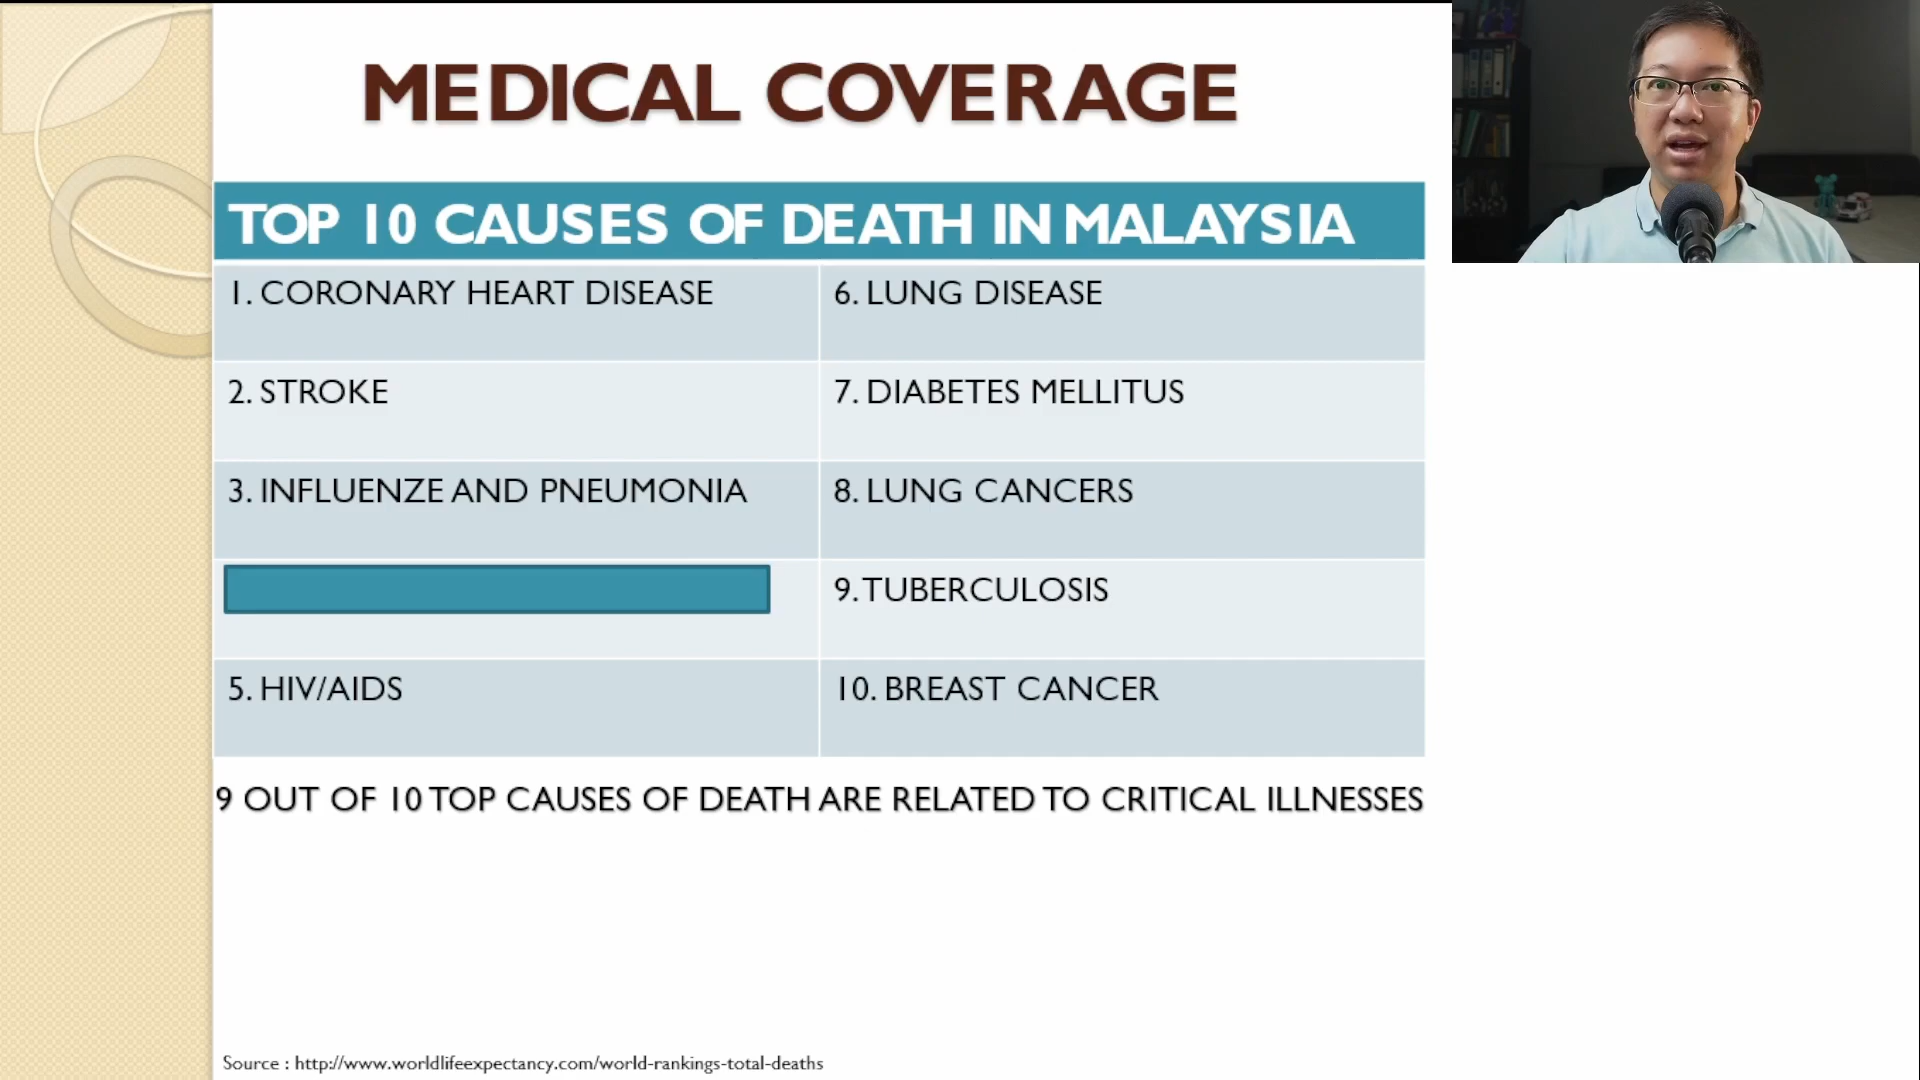 MEDICAL COVERAGE
TOP 10 CAUSES OF DEATH IN MALAYSIA
1. CORONARY HEART DISEASE
6. LUNG DISEASE
2. STROKE
7. DIABETES MELLITUS
3. INFLUENZE AND PNEUMONIA
8. LUNG CANCERS
9. TUBERCULOSIS
5. HIV/AIDS
10. BREAST CANCER
9 OUT OF 10 TOP CAUSES OF DEATH ARE RELATED TO CRITICAL ILLNESSES
Source : http://www.worldlifeexpectancy.com/world-rankings-total-deaths